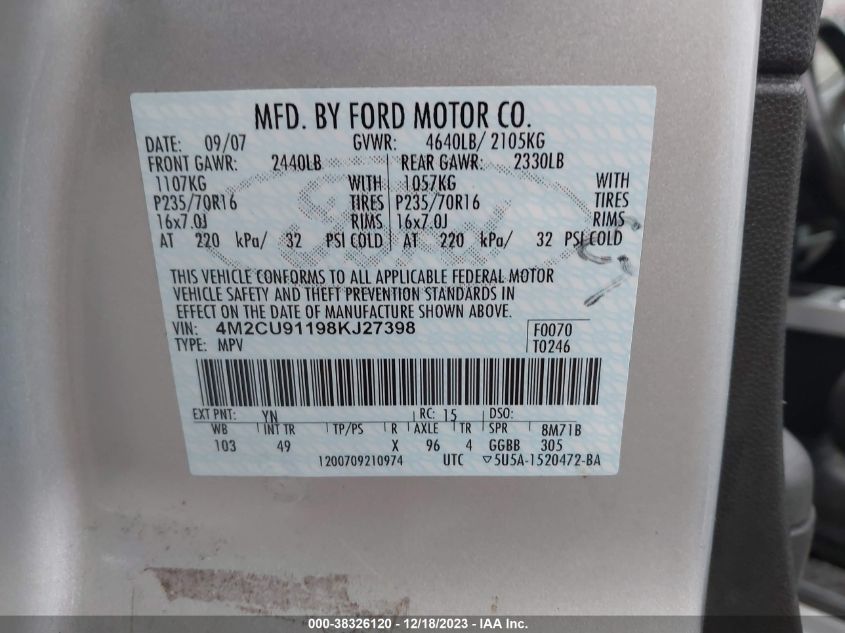 MFD. BY FORD MOTOR CO.
DATE: 09/07 GVWR: 4640LB/ 2105KG
FRONT GAWR: 2440LB REAR GAWR: 2330LB
1107KG WITH 1057KG WITH
P235/70R16 TIRES P235/70R16 TIRES
16x7.0J RIMS 16x7.0J RIMS
AT 220 kPa/ 32 PSI COLD AT 220 kPa/ 32 PSI COLD
THIS VEHICLE CONFORMS TO ALL APPLICABLE FEDERAL MOTOR
VEHICLE SAFETY AND THEFT PREVENTION STANDARDS IN
EFFECT ON THE DATE OF MANUFACTURE SHOWN ABOVE.
VIN: 4M2CU91198KJ27398 F0070
TYPE: MPV T0246
EXT PNT: YN RC: 15 DSO:
WB INT TR TP/PS R AXLE TR SPR 8M71B
103 49 X 96 4 GGBB 305
1200709210974 UTC ▽5U5A-1520472-BA
000-38326120 - 12/18/2023 - IAA Inc.